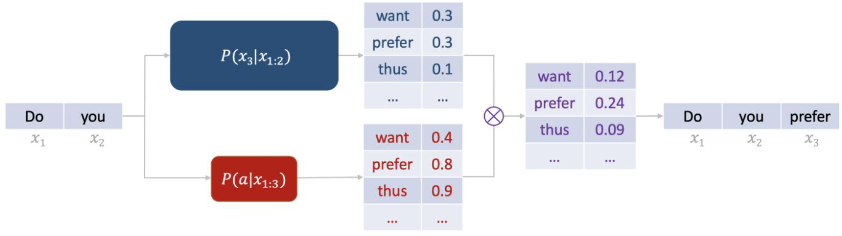 Do you
x₁ x₂
P(x₃|x₁:₂)
want 0.3
prefer 0.3
thus 0.1
... ...
P(a|x₁:₃)
want 0.4
prefer 0.8
thus 0.9
... ...
want 0.12
prefer 0.24
thus 0.09
... ...
Do you prefer
x₁ x₂ x₃